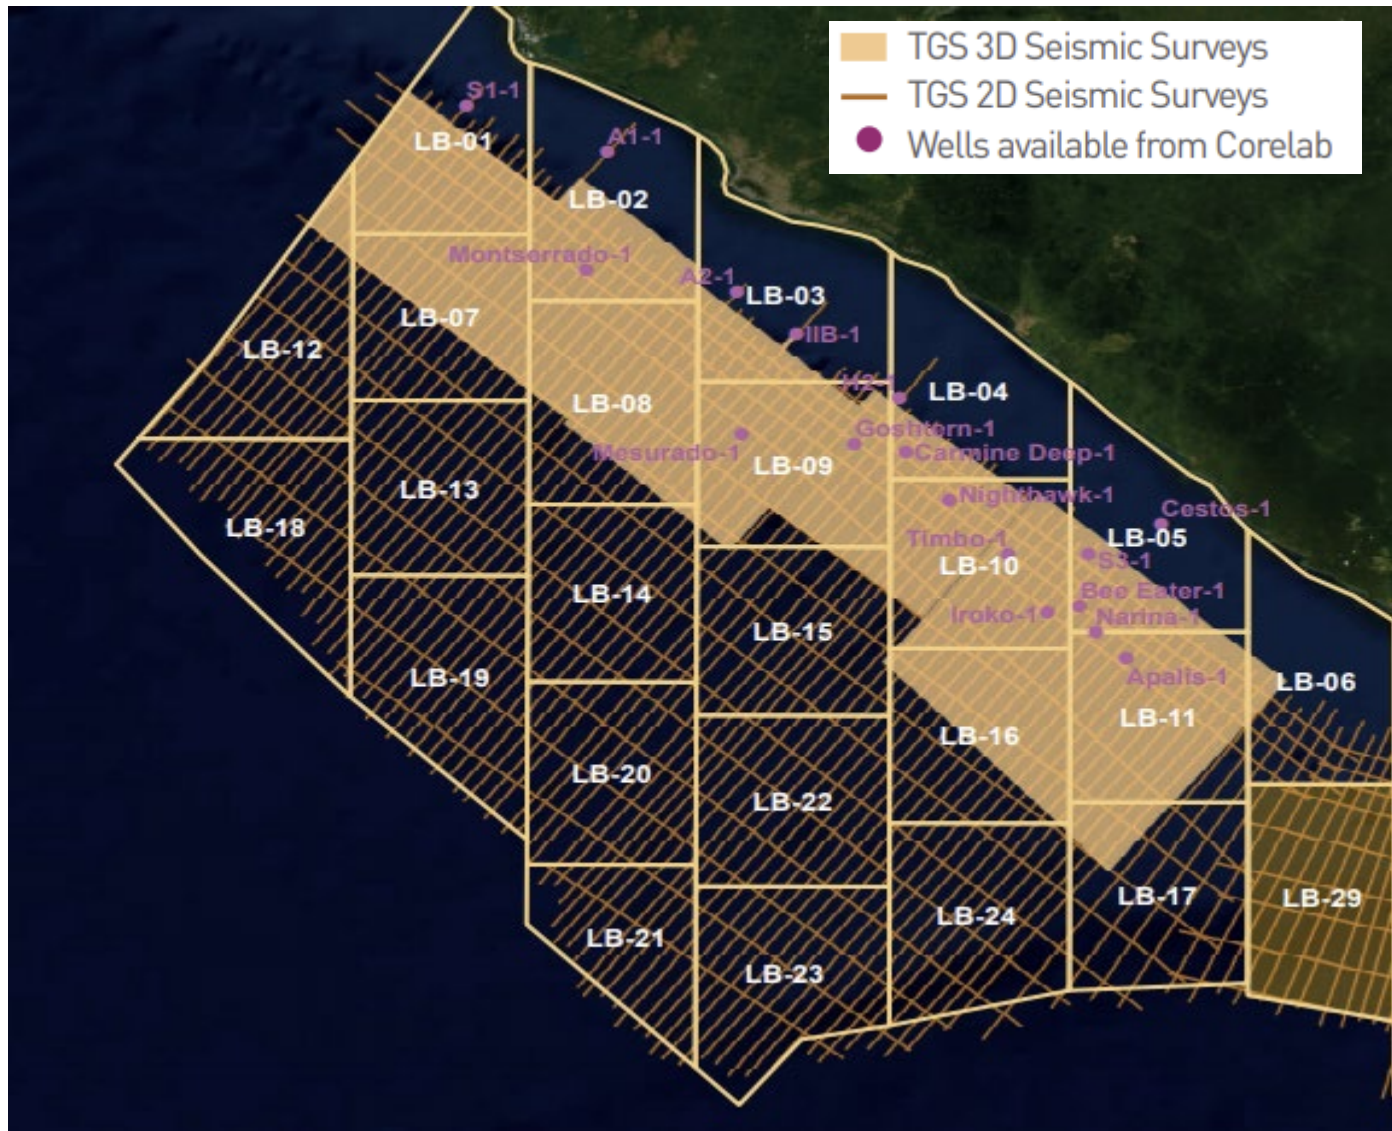 TGS 3D Seismic Surveys
TGS 2D Seismic Surveys
Wells available from Corelab
S1-1
LB-01
A1-1
LB-02
Montserrado-1
A2-1
LB-03
LB-07
IIB-1
LB-12
H2-1
LB-04
LB-08
Goshtern-1
Mesurado-1
Carmine Deep-1
LB-09
LB-13
Nighthawk-1
Cestos-1
LB-18
Timbo-1
LB-05
S3-1
LB-10
Bee Eater-1
LB-14
Iroko-1
Narina-1
LB-15
LB-19
Apalis-1
LB-06
LB-11
LB-16
LB-20
LB-22
LB-17
LB-29
LB-24
LB-21
LB-23